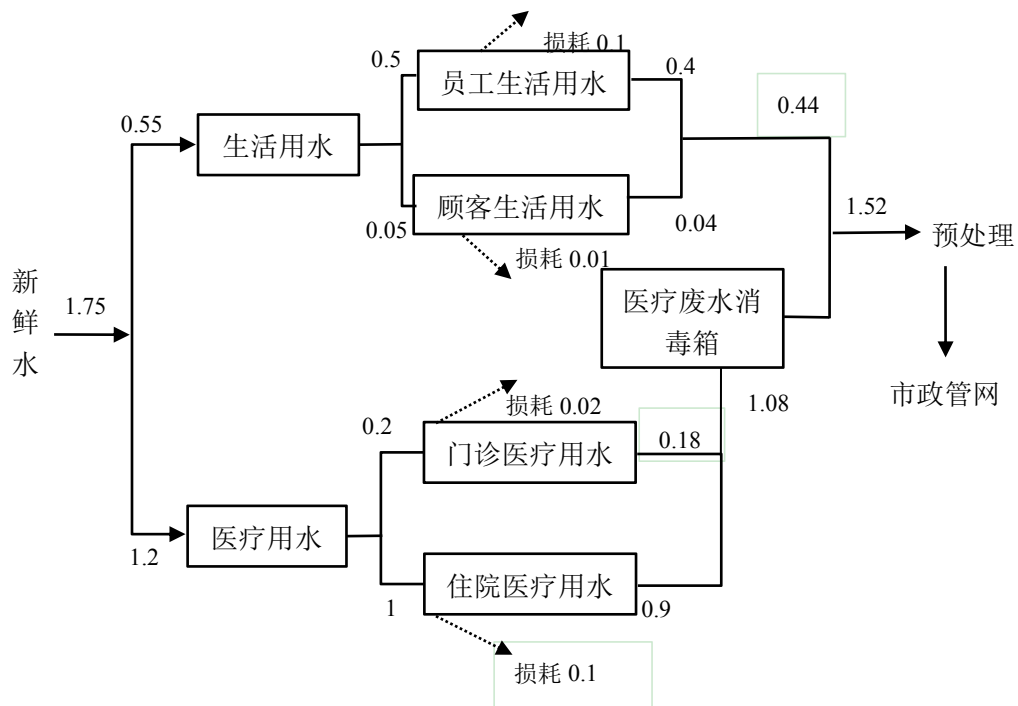 损耗 0.1
0.5
员工生活用水
0.4
0.44
0.55
生活用水
顾客生活用水
0.05
0.04
1.52
预处理
损耗 0.01
新
鲜
水
1.75
医疗废水消
毒箱
市政管网
1.08
损耗 0.02
0.2
门诊医疗用水
0.18
医疗用水
1.2
住院医疗用水
1
0.9
损耗 0.1